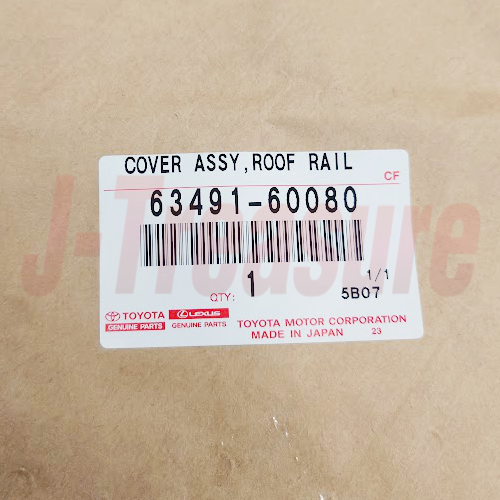 COVER ASSY,ROOF RAIL
CF
63491-60080
QTY: 1
1/1
5B07
TOYOTA
GENUINE PARTS
LEXUS
GENUINE PARTS
TOYOTA MOTOR CORPORATION
MADE IN JAPAN 23
J-Treasure